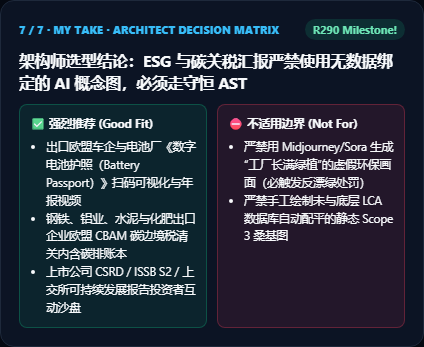 7 / 7 · MY TAKE · ARCHITECT DECISION MATRIX
R290 Milestone!
架构师选型结论：ESG 与碳关税汇报严禁使用无数据绑
定的 AI 概念图，必须走守恒 AST
✅ 强烈推荐 (Good Fit)
• 出口欧盟车企与电池厂《数字
电池护照（Battery
Passport）》扫码可视化与年
报视频
• 钢铁、铝业、水泥与化肥出口
企业欧盟 CBAM 碳边境税清
关内含碳排账本
• 上市公司 CSRD / ISSB S2 / 上
交所可持续发展报告投资者互
动沙盘
⛔ 不适用边界 (Not For)
• 严禁用 Midjourney/Sora 生成
“工厂长满绿植”的虚假环保画
面（必触发反漂绿处罚）
• 严禁手工绘制未与底层 LCA
数据库自动配平的静态 Scope
3 桑基图